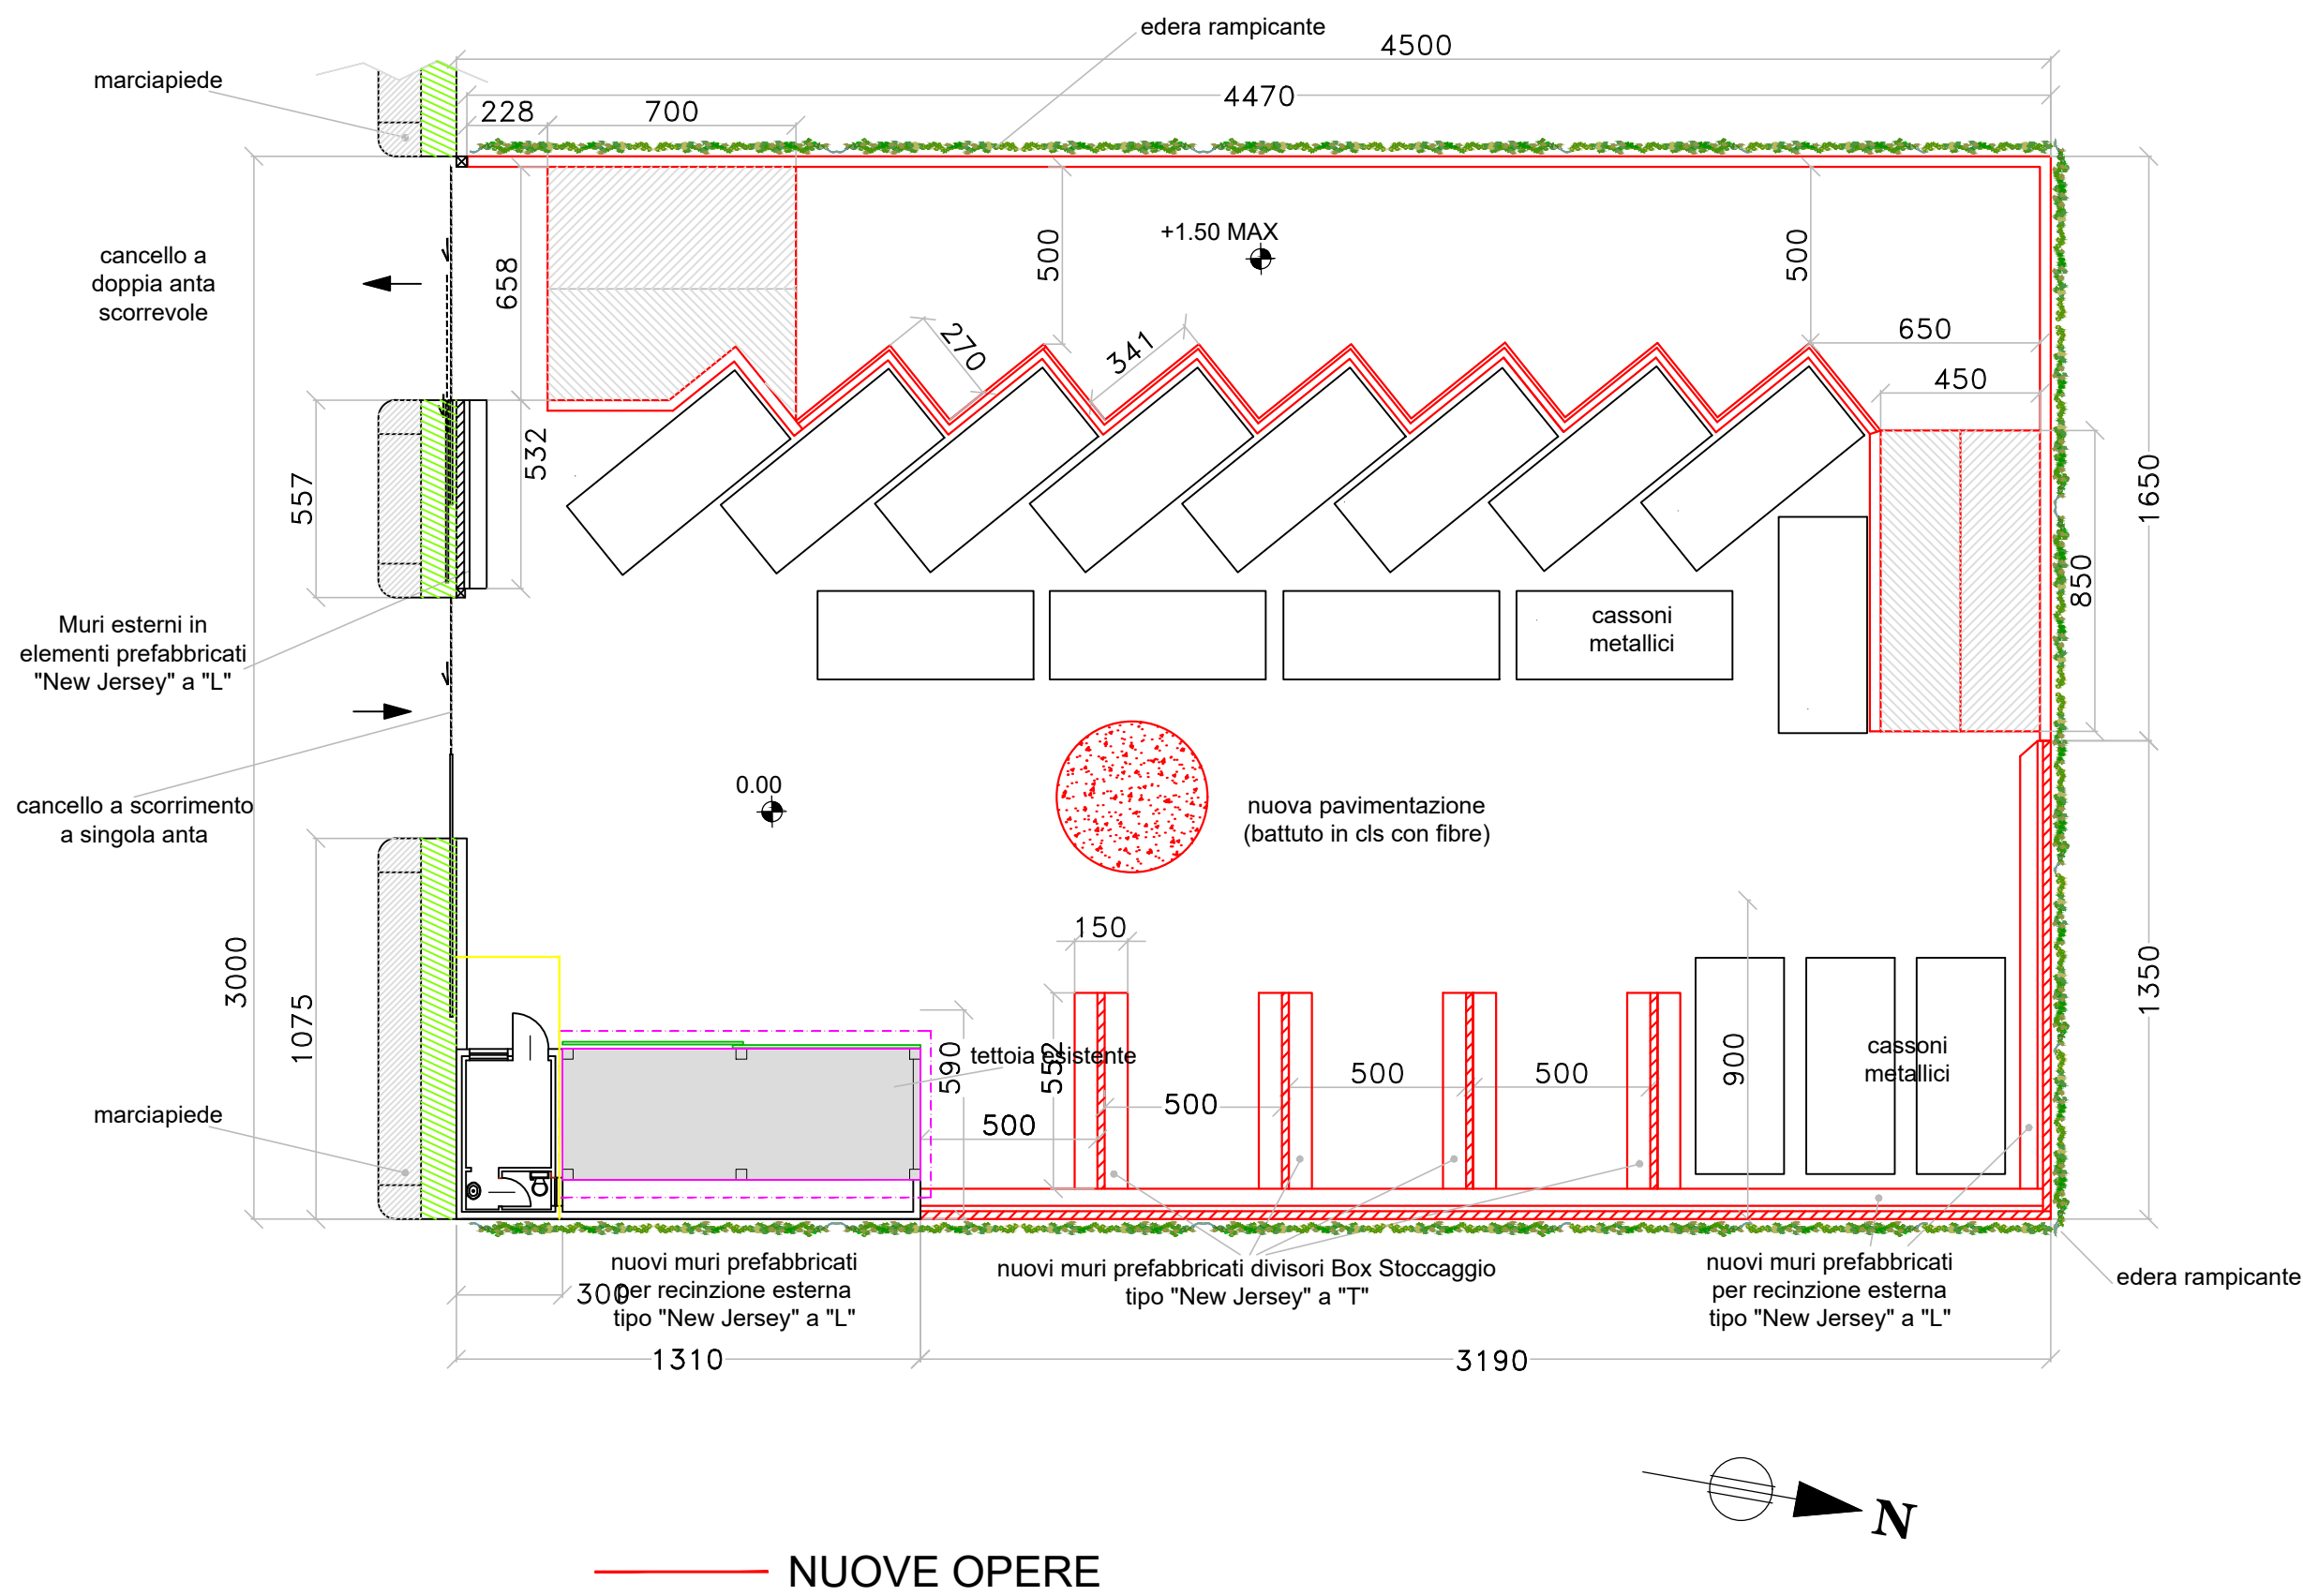 edera rampicante
4500
marciapiede
4470
228
700
+1.50 MAX
cancello a
doppia anta
scorrevole
658
500
500
270
341
650
450
532
557
1650
850
Muri esterni in
elementi prefabbricati
"New Jersey" a "L"
cassoni
metallici
0.00
cancello a scorrimento
a singola anta
nuova pavimentazione
(battuto in cls con fibre)
3000
1075
150
1350
590
tettoia esistente
552
500
500
500
500
900
cassoni
metallici
marciapiede
nuovi muri prefabbricati
per recinzione esterna
tipo "New Jersey" a "L"
300
nuovi muri prefabbricati divisori Box Stoccaggio
tipo "New Jersey" a "T"
nuovi muri prefabbricati
per recinzione esterna
tipo "New Jersey" a "L"
edera rampicante
1310
3190
N
NUOVE OPERE